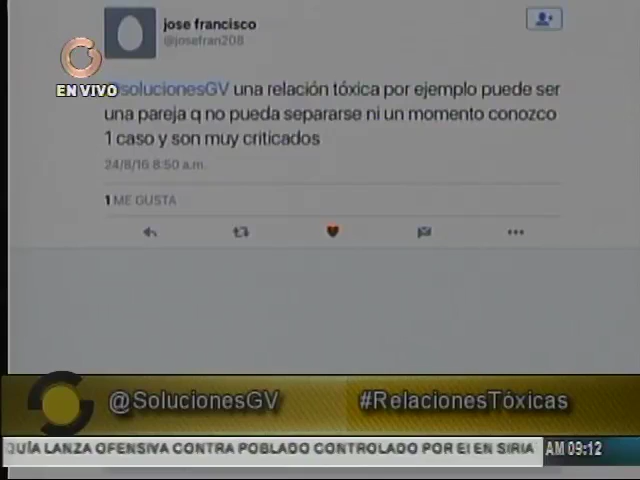 jose francisco
@josefran208
EN VIVO
@solucionesGV una relación tóxica por ejemplo puede ser
una pareja q no pueda separarse ni un momento conozco
1 caso y son muy criticados
24/8/16 8:50 a.m.
1 ME GUSTA
@SolucionesGV #RelacionesTóxicas
QUÍA LANZA OFENSIVA CONTRA POBLADO CONTROLADO POR EI EN SIRIA AM 09:12